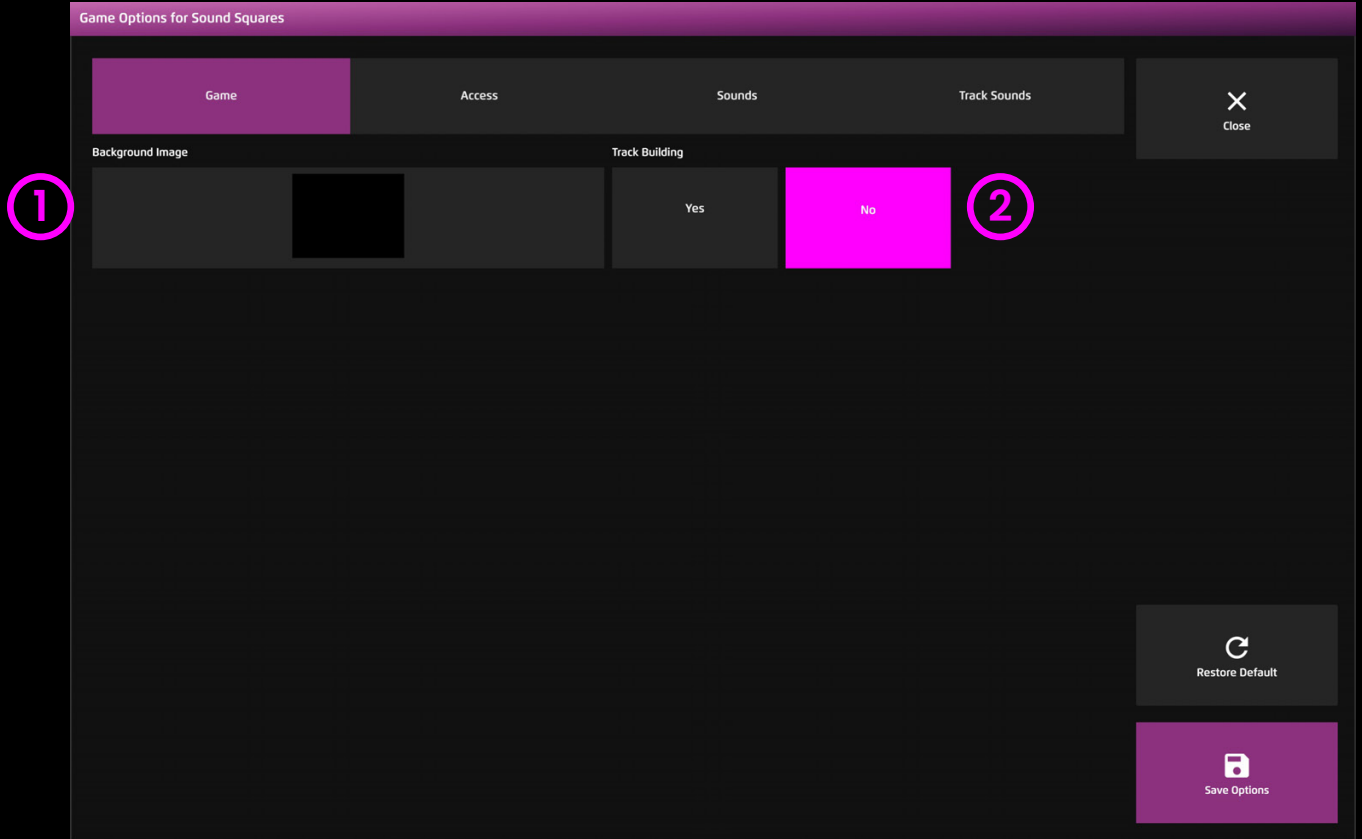 Game Options for Sound Squares
Game Access Sounds Track Sounds
Close
Background Image Track Building
1 Yes No 2
Restore Default
Save Options